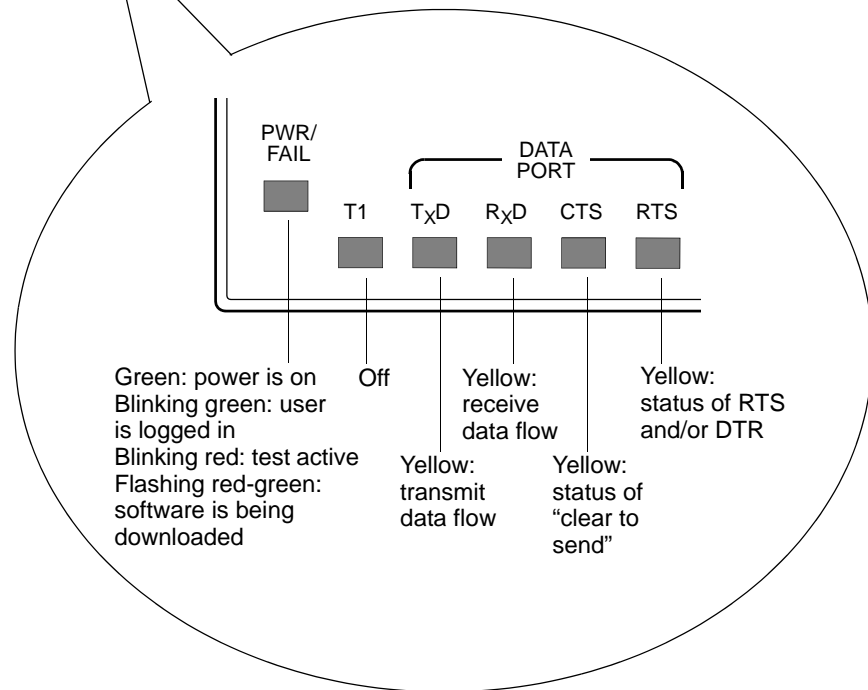 PWR/
FAIL
DATA
PORT
T1
TXD
RXD
CTS
RTS
Green: power is on
Blinking green: user
is logged in
Blinking red: test active
Flashing red-green:
software is being
downloaded
Off
Yellow:
transmit
data flow
Yellow:
receive
data flow
Yellow:
status of
“clear to
send”
Yellow:
status of RTS
and/or DTR